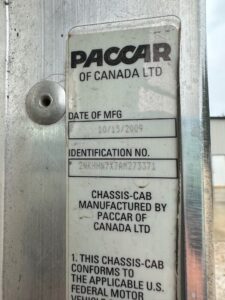 PACCAR
OF CANADA LTD
DATE OF MFG
10/15/2009
IDENTIFICATION NO.
CHASSIS-CAB
MANUFACTURED BY
PACCAR OF
CANADA LTD
1. THIS CHASSIS-CAB
CONFORMS TO
THE APPLICABLE U.S.
FEDERAL MOTOR